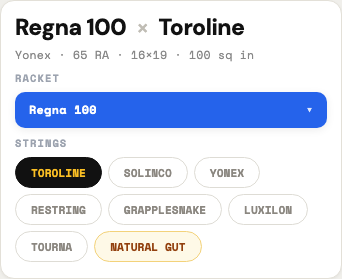 Regna 100 × Toroline
Yonex · 65 RA · 16×19 · 100 sq in
RACKET
Regna 100 ▾
STRINGS
TOROLINE SOLINCO YONEX
RESTRING GRAPPLESNAKE LUXILON
TOURNA NATURAL GUT